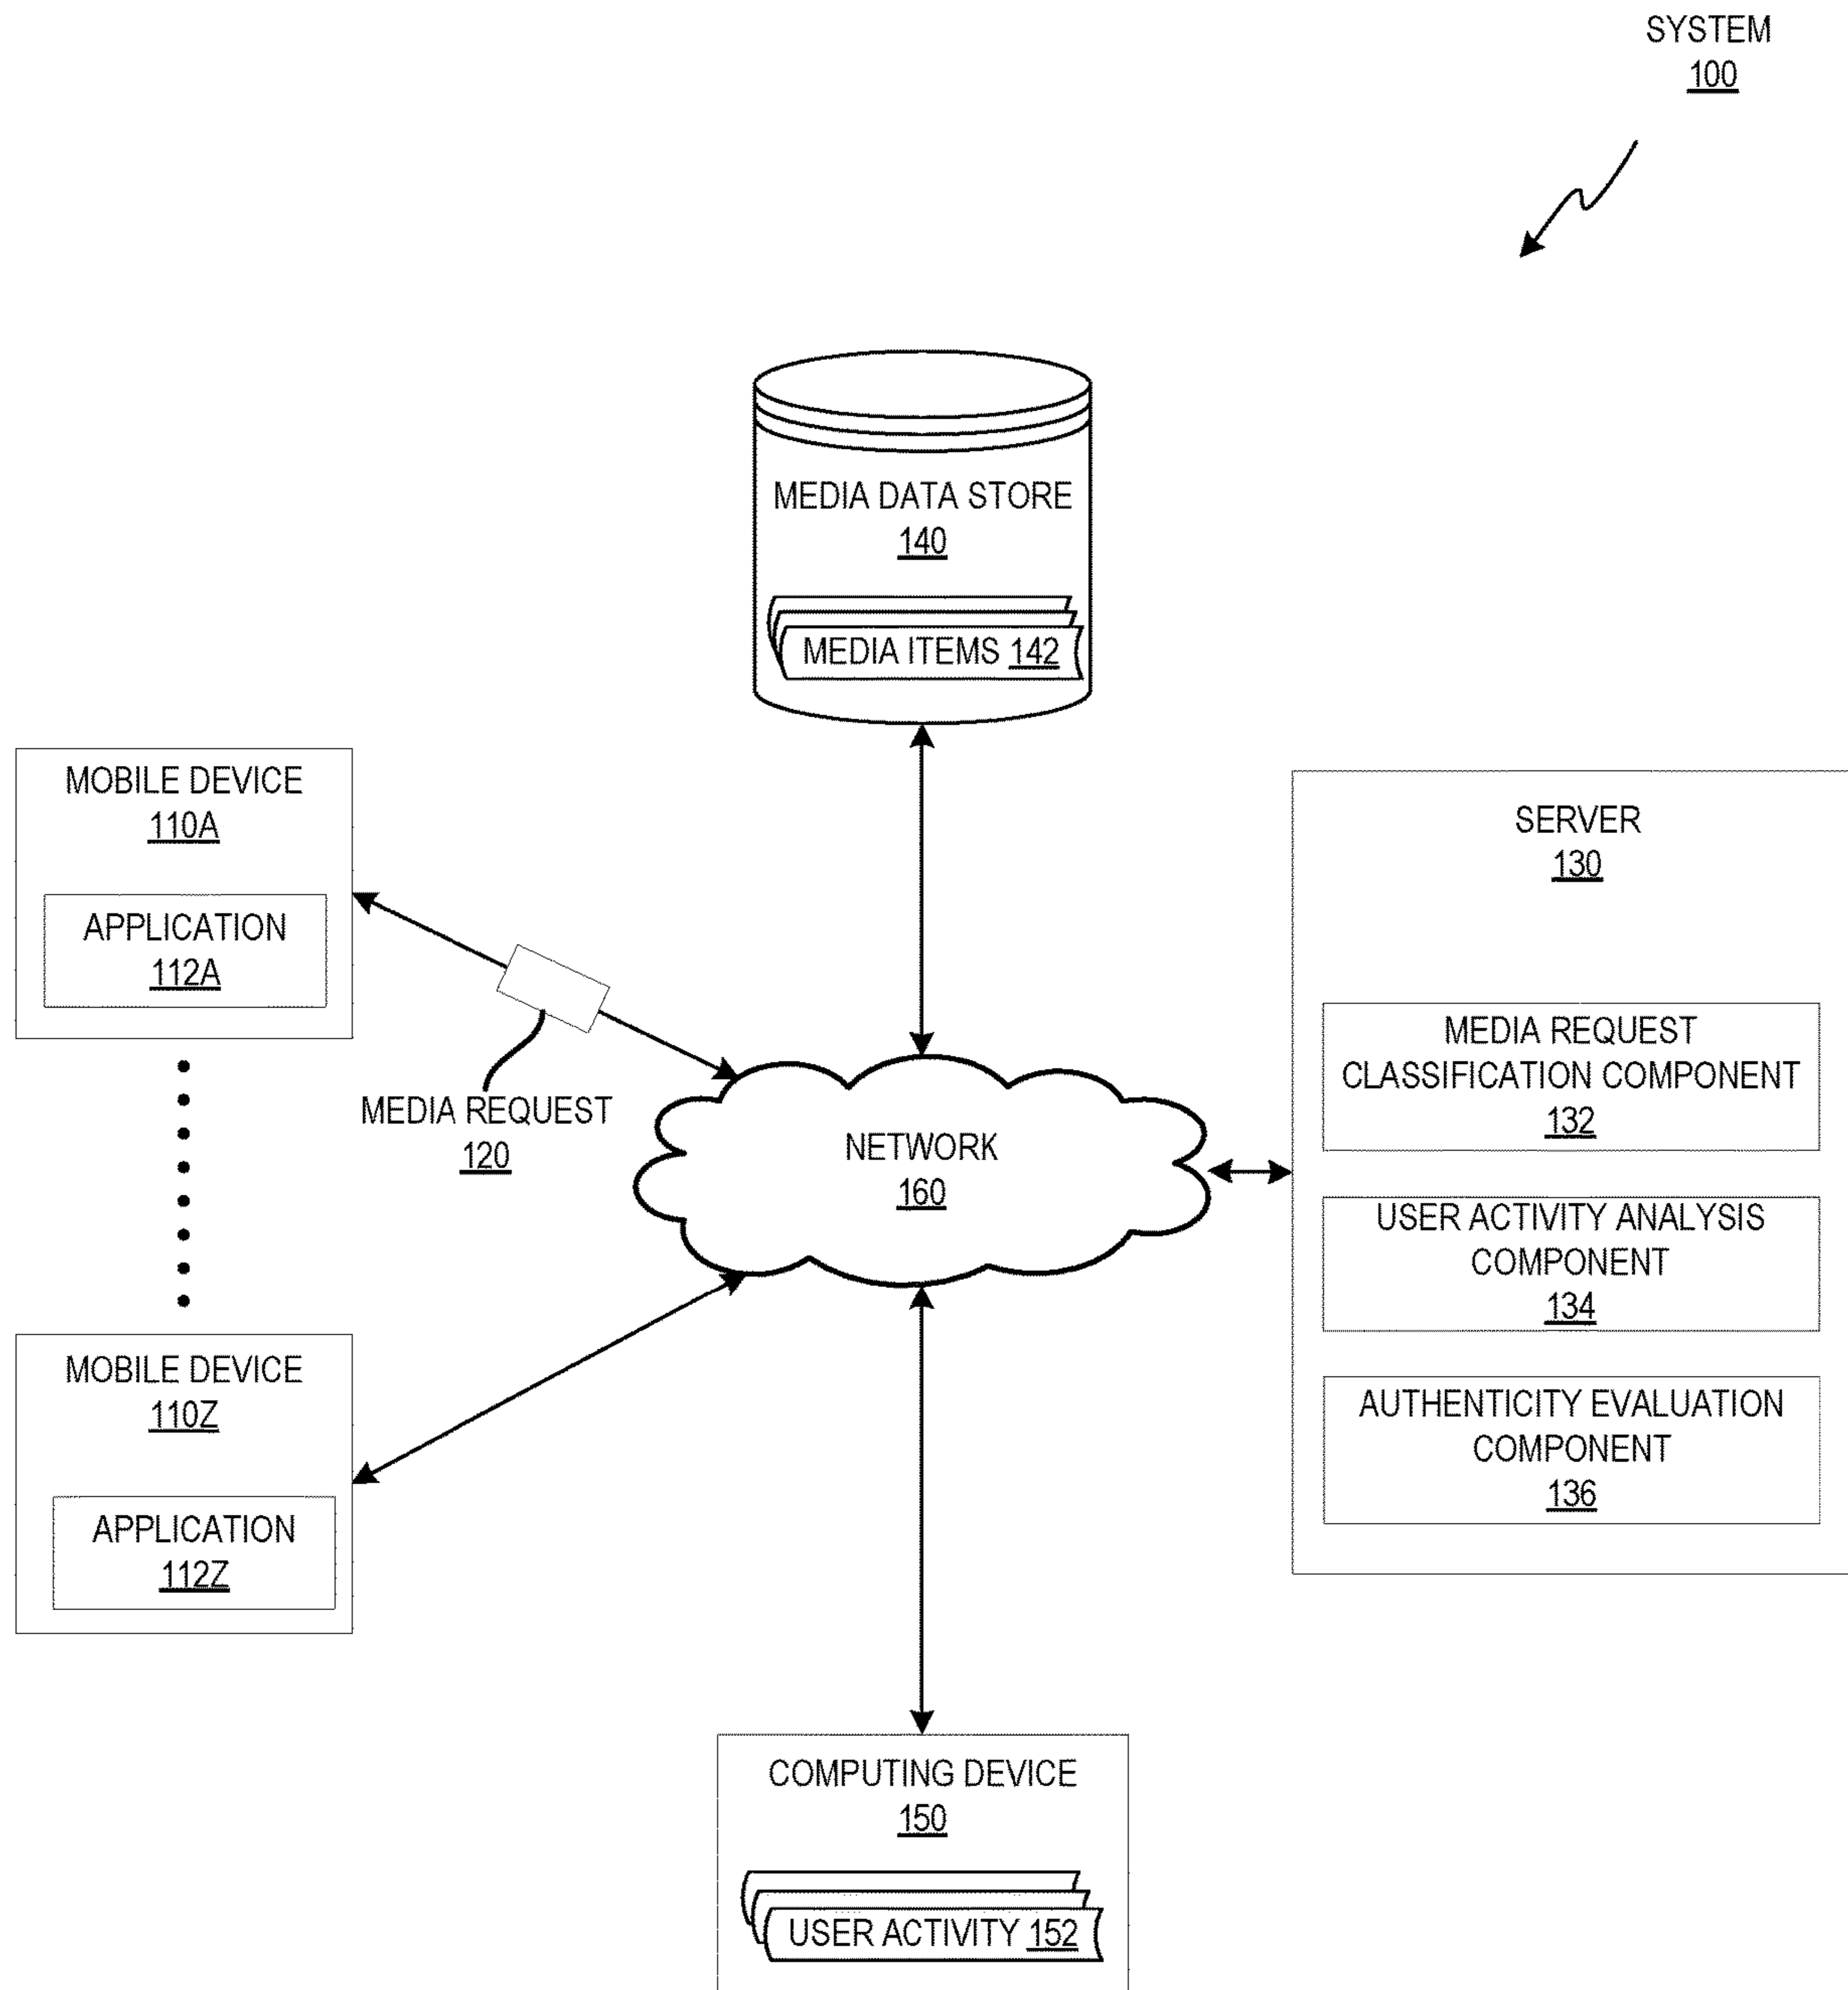 SYSTEM
100
MEDIA DATA STORE
140
MEDIA ITEMS 142
MOBILE DEVICE
110A
APPLICATION
112A
MEDIA REQUEST
120
NETWORK
160
SERVER
130
MEDIA REQUEST
CLASSIFICATION COMPONENT
132
USER ACTIVITY ANALYSIS
COMPONENT
134
AUTHENTICITY EVALUATION
COMPONENT
136
MOBILE DEVICE
110Z
APPLICATION
112Z
COMPUTING DEVICE
150
USER ACTIVITY 152